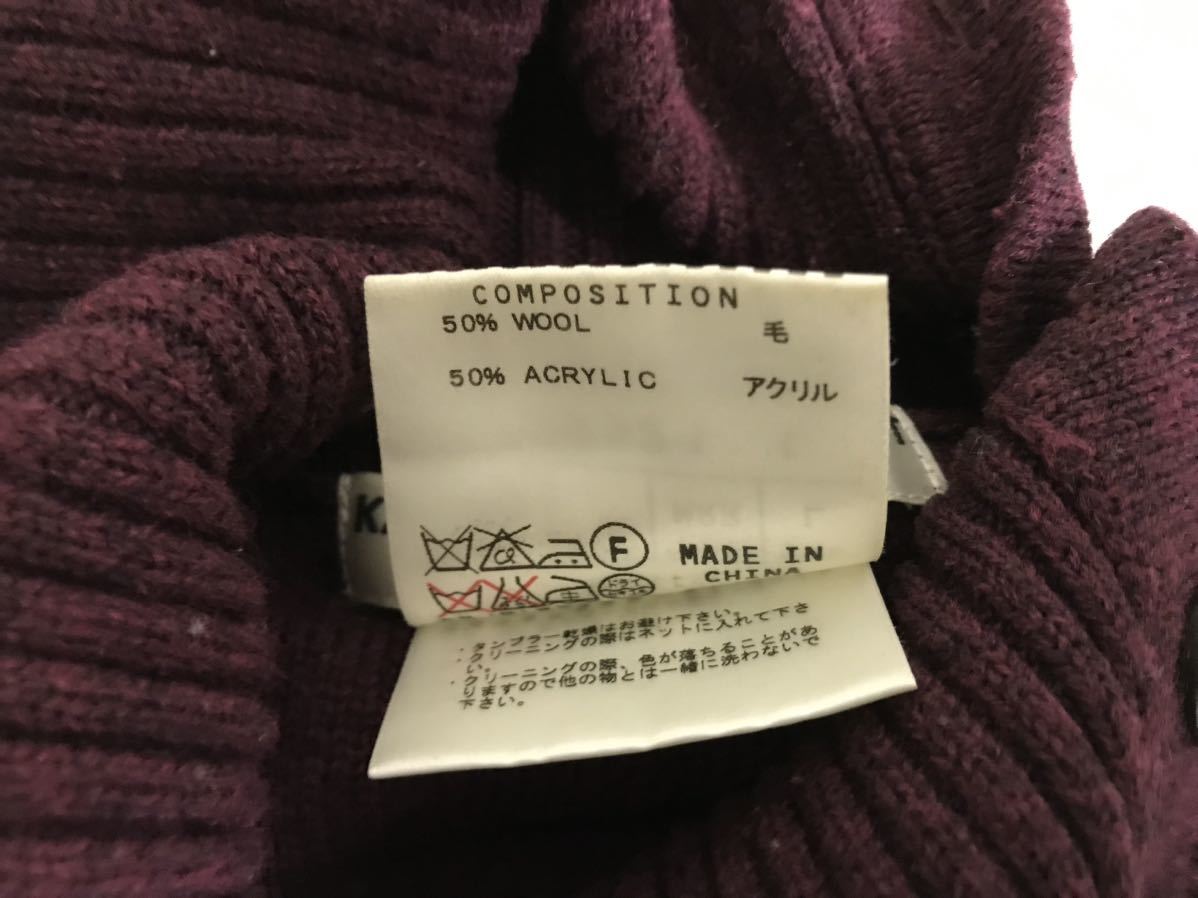 COMPOSITION
50% WOOL 毛
50% ACRYLIC アクリル
F MADE IN
CHINA
ドライ
・タンブラー乾燥はお避け下さい。
・クリーニングの際はネットに入れて下さ
い。
・クリーニングの際、色が落ちることがあ
りますので他の物とは一緒に洗わないで
下さい。